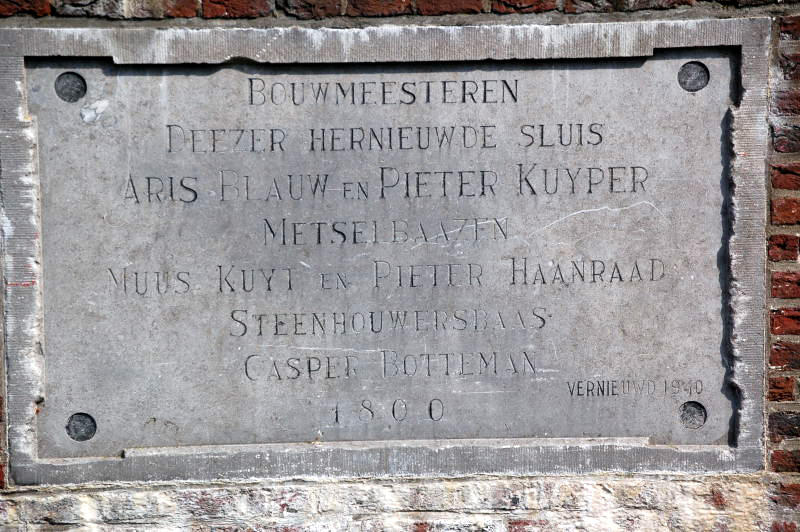 BOUWMEESTEREN
DEEZER HERNIEUWDE SLUIS
ARIS BLAUW EN PIETER KUYPER
METSELBAAZEN
MUUS KUYT EN PIETER HAANRAAD
STEENHOUWERSBAAS
CASPER BOTTEMAN
VERNIEUWD 1940
1800